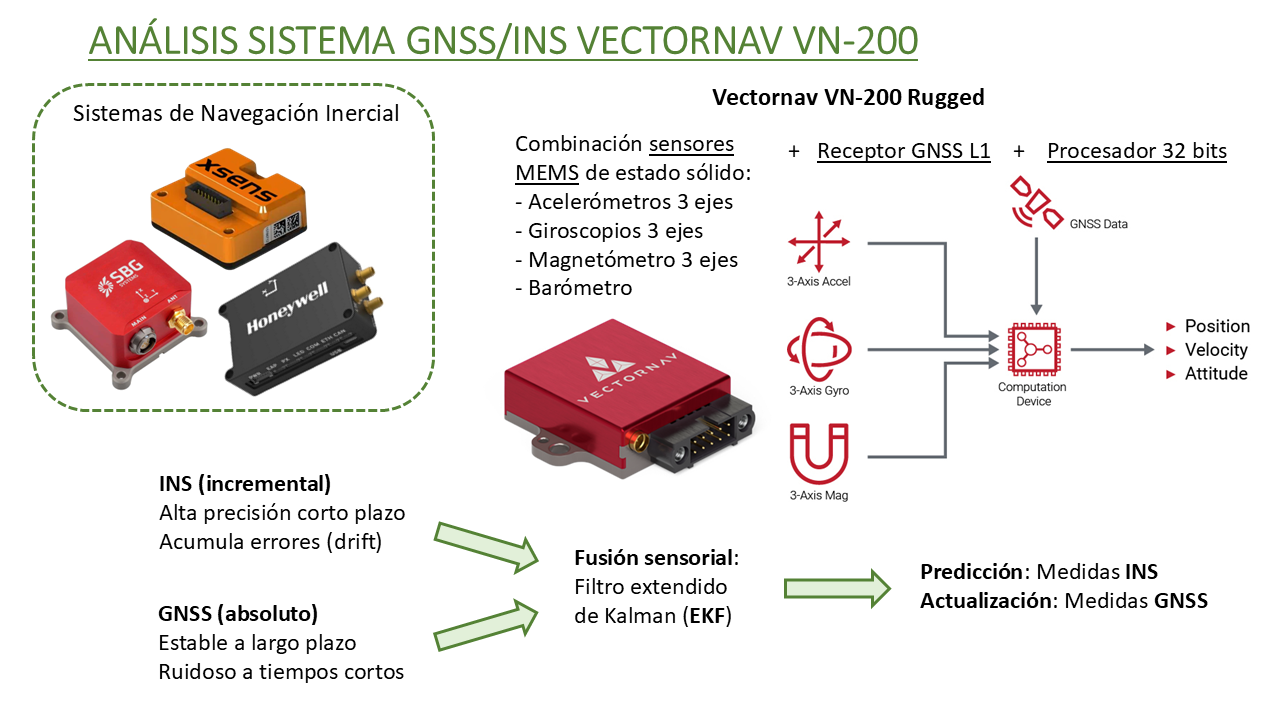 ANÁLISIS SISTEMA GNSS/INS VECTORNAV VN-200
Sistemas de Navegación Inercial
xsens
SBG
SYSTEMS
MAIN
ANT
Honeywell
Vectornav VN-200 Rugged
Combinación sensores
MEMS de estado sólido:
- Acelerómetros 3 ejes
- Giroscopios 3 ejes
- Magnetómetro 3 ejes
- Barómetro
+ Receptor GNSS L1 + Procesador 32 bits
GNSS Data
3-Axis Accel
3-Axis Gyro
3-Axis Mag
Computation
Device
Position
Velocity
Attitude
VECTORNAV
INS (incremental)
Alta precisión corto plazo
Acumula errores (drift)
GNSS (absoluto)
Estable a largo plazo
Ruidoso a tiempos cortos
Fusión sensorial:
Filtro extendido
de Kalman (EKF)
Predicción: Medidas INS
Actualización: Medidas GNSS